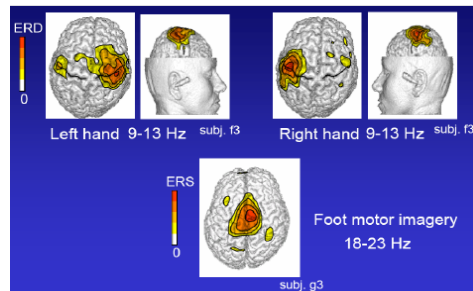 ERD
0
Left hand 9-13 Hz subj. f3
Right hand 9-13 Hz subj. f3
ERS
0
Foot motor imagery
18-23 Hz
subj. g3